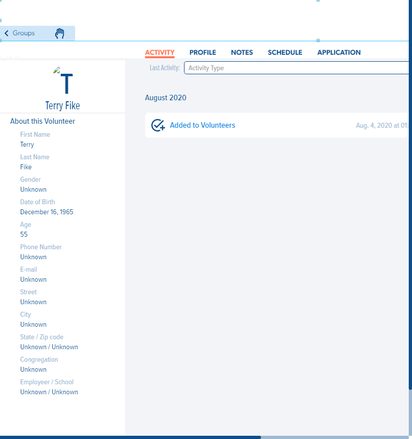 Groups
ACTIVITY PROFILE NOTES SCHEDULE APPLICATION
Last Activity: Activity Type
T
Terry Fike
About this Volunteer
First Name
Terry
Last Name
Fike
Gender
Unknown
Date of Birth
December 16, 1965
Age
55
Phone Number
Unknown
E-mail
Unknown
Street
Unknown
City
Unknown
State / Zip code
Unknown / Unknown
Congregation
Unknown
Employeer / School
Unknown / Unknown
August 2020
Added to Volunteers Aug. 4, 2020 at